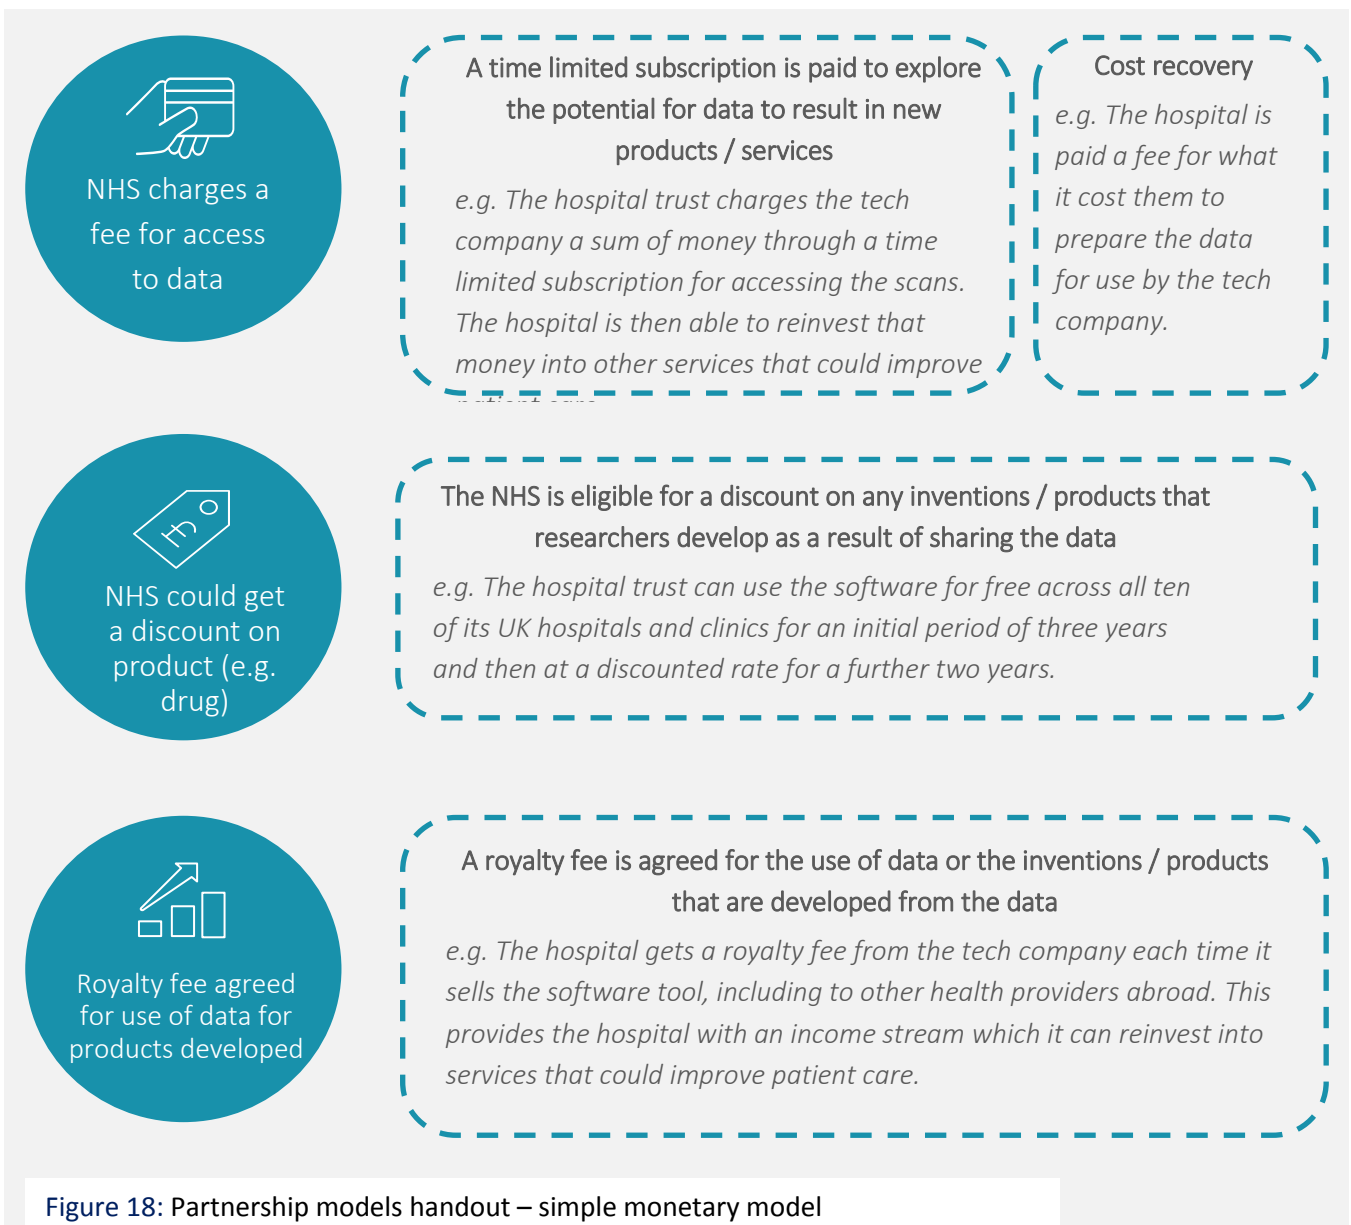 NHS charges a
fee for access
to data
A time limited subscription is paid to explore
the potential for data to result in new
products / services
e.g. The hospital trust charges the tech
company a sum of money through a time
limited subscription for accessing the scans.
The hospital is then able to reinvest that
money into other services that could improve
patient care
Cost recovery
e.g. The hospital is
paid a fee for what
it cost them to
prepare the data
for use by the tech
company.
NHS could get
a discount on
product (e.g.
drug)
The NHS is eligible for a discount on any inventions / products that
researchers develop as a result of sharing the data
e.g. The hospital trust can use the software for free across all ten
of its UK hospitals and clinics for an initial period of three years
and then at a discounted rate for a further two years.
Royalty fee agreed
for use of data for
products developed
A royalty fee is agreed for the use of data or the inventions / products
that are developed from the data
e.g. The hospital gets a royalty fee from the tech company each time it
sells the software tool, including to other health providers abroad. This
provides the hospital with an income stream which it can reinvest into
services that could improve patient care.
Figure 18: Partnership models handout – simple monetary model